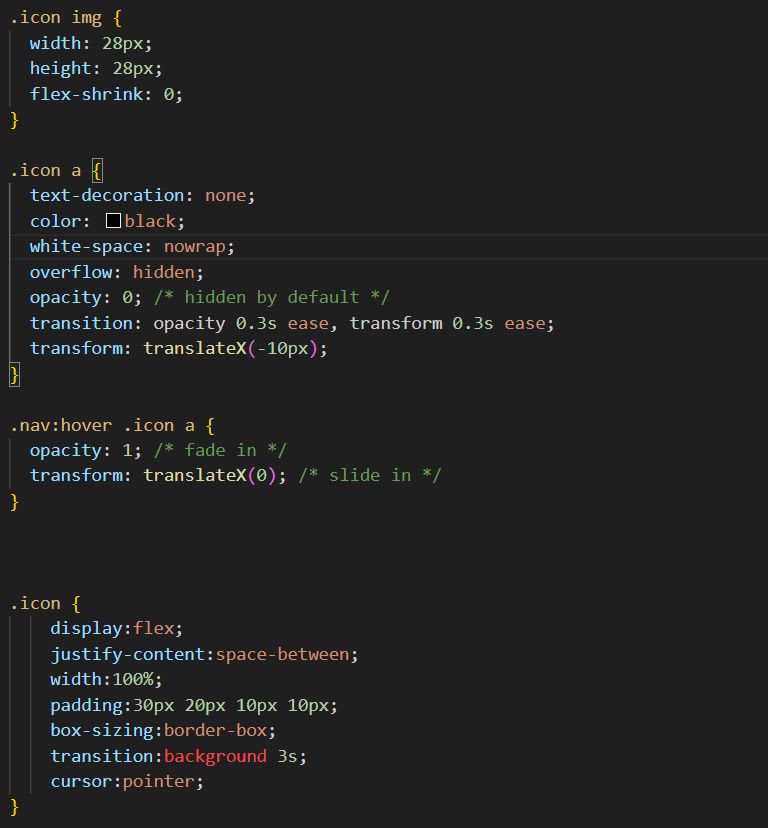 .icon img {
  width: 28px;
  height: 28px;
  flex-shrink: 0;
}

.icon a {
  text-decoration: none;
  color: black;
  white-space: nowrap;
  overflow: hidden;
  opacity: 0; /* hidden by default */
  transition: opacity 0.3s ease, transform 0.3s ease;
  transform: translateX(-10px);
}

.nav:hover .icon a {
  opacity: 1; /* fade in */
  transform: translateX(0); /* slide in */
}

.icon {
    display:flex;
    justify-content:space-between;
    width:100%;
    padding:30px 20px 10px 10px;
    box-sizing:border-box;
    transition:background 3s;
    cursor:pointer;
}